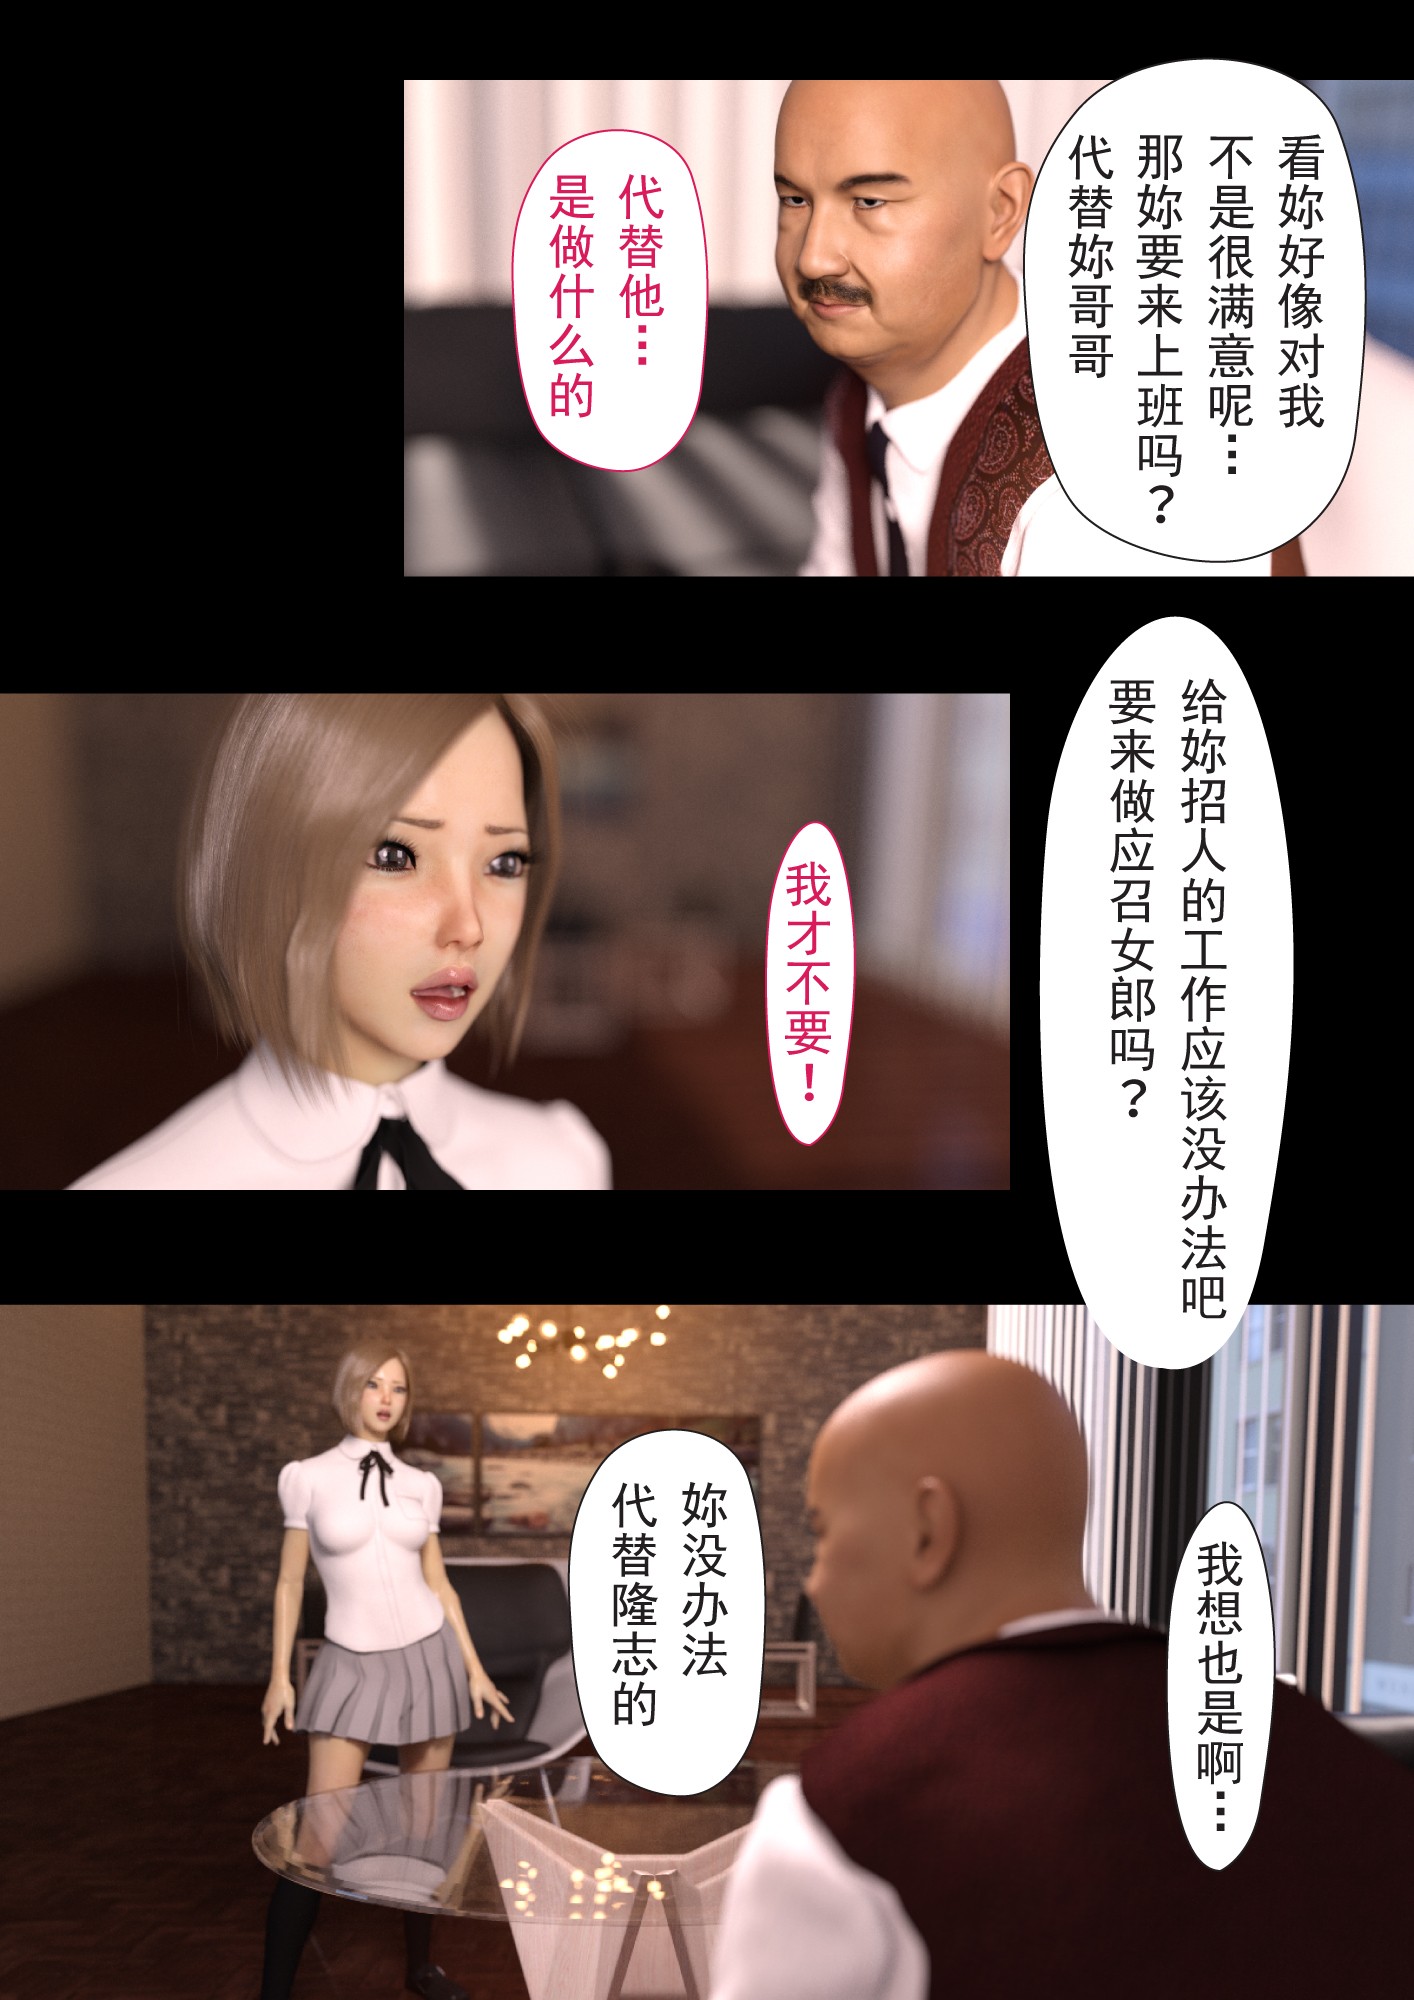 看妳好像对我
不是很满意呢…
那妳要来上班吗？
代替妳哥哥
代替他…
是做什么的
给妳招人的工作应该没办法吧
要来做应召女郎吗？
我才不要！
我想也是啊…
妳没办法
代替隆志的